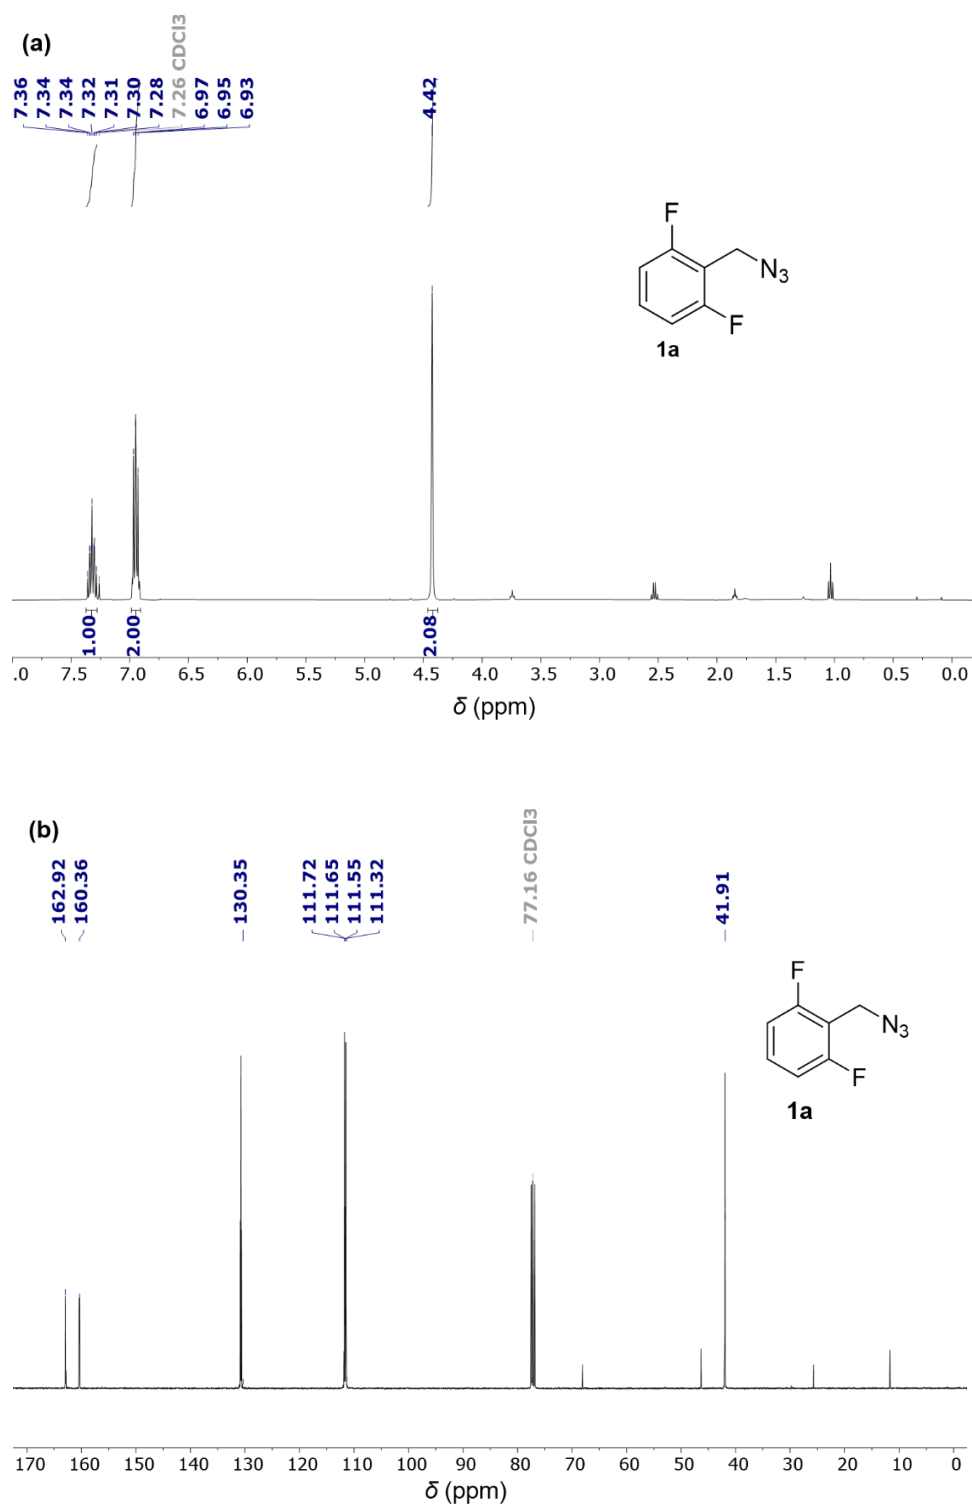 (a)
7.36
7.34
7.34
7.32
7.31
7.30
7.28
7.26 CDCl3
6.97
6.95
6.93
4.42
F
N3
F
1a
1.00
2.00
2.08
.0 7.5 7.0 6.5 6.0 5.5 5.0 4.5 4.0 3.5 3.0 2.5 2.0 1.5 1.0 0.5 0.0
δ (ppm)
(b)
162.92
160.36
130.35
111.72
111.65
111.55
111.32
77.16 CDCl3
41.91
F
N3
F
1a
170 160 150 140 130 120 110 100 90 80 70 60 50 40 30 20 10 0
δ (ppm)